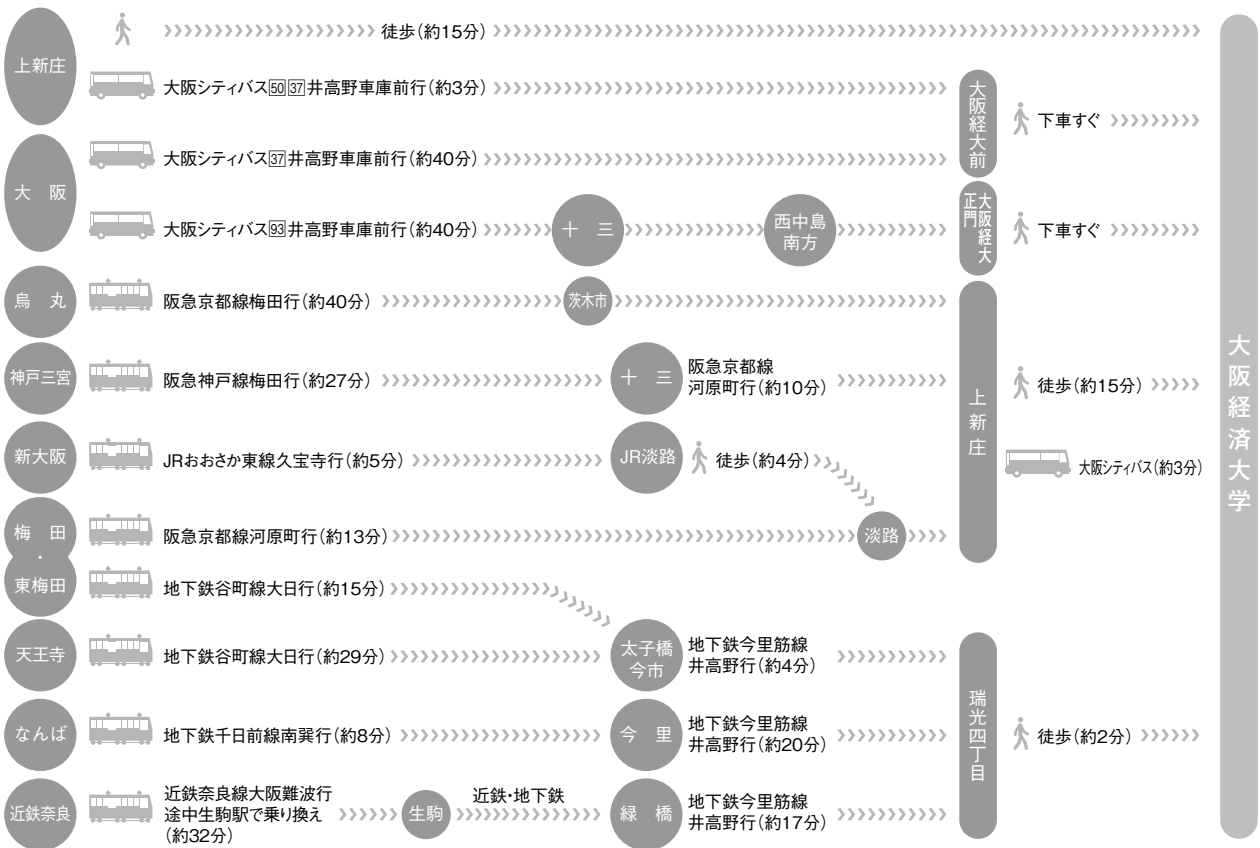 上新庄
徒歩（約15分）
大阪シティバス50 37井高野車庫前行（約3分）
大阪経大前
下車すぐ
大　阪
大阪シティバス37井高野車庫前行（約40分）
大阪シティバス93井高野車庫前行（約40分）
十　三
西中島
南方
大阪経大
正門
下車すぐ
烏　丸
阪急京都線梅田行（約40分）
茨木市
神戸三宮
阪急神戸線梅田行（約27分）
十　三
阪急京都線
河原町行（約10分）
上新庄
徒歩（約15分）
新大阪
JRおおさか東線久宝寺行（約5分）
JR淡路
徒歩（約4分）
大阪シティバス（約3分）
梅　田
・
東梅田
阪急京都線河原町行（約13分）
淡路
地下鉄谷町線大日行（約15分）
天王寺
地下鉄谷町線大日行（約29分）
太子橋
今市
地下鉄今里筋線
井高野行（約4分）
瑞光四丁目
なんば
地下鉄千日前線南巽行（約8分）
今　里
地下鉄今里筋線
井高野行（約20分）
徒歩（約2分）
近鉄奈良
近鉄奈良線大阪難波行
途中生駒駅で乗り換え
（約32分）
生駒
近鉄・地下鉄
緑　橋
地下鉄今里筋線
井高野行（約17分）
大阪経済大学